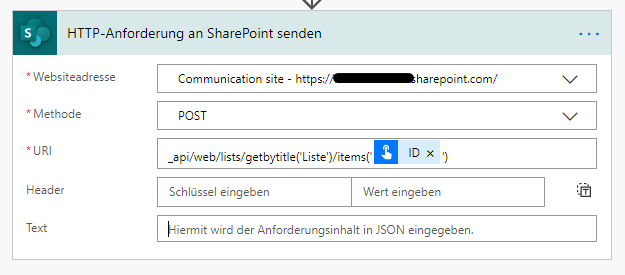 S HTTP-Anforderung an SharePoint senden ...
* Websiteadresse Communication site - https:// sharepoint.com/
* Methode POST
* URI _api/web/lists/getbytitle('Liste')/items(' ID × ')
Header Schlüssel eingeben Wert eingeben T
Text Hiermit wird der Anforderungsinhalt in JSON eingegeben.